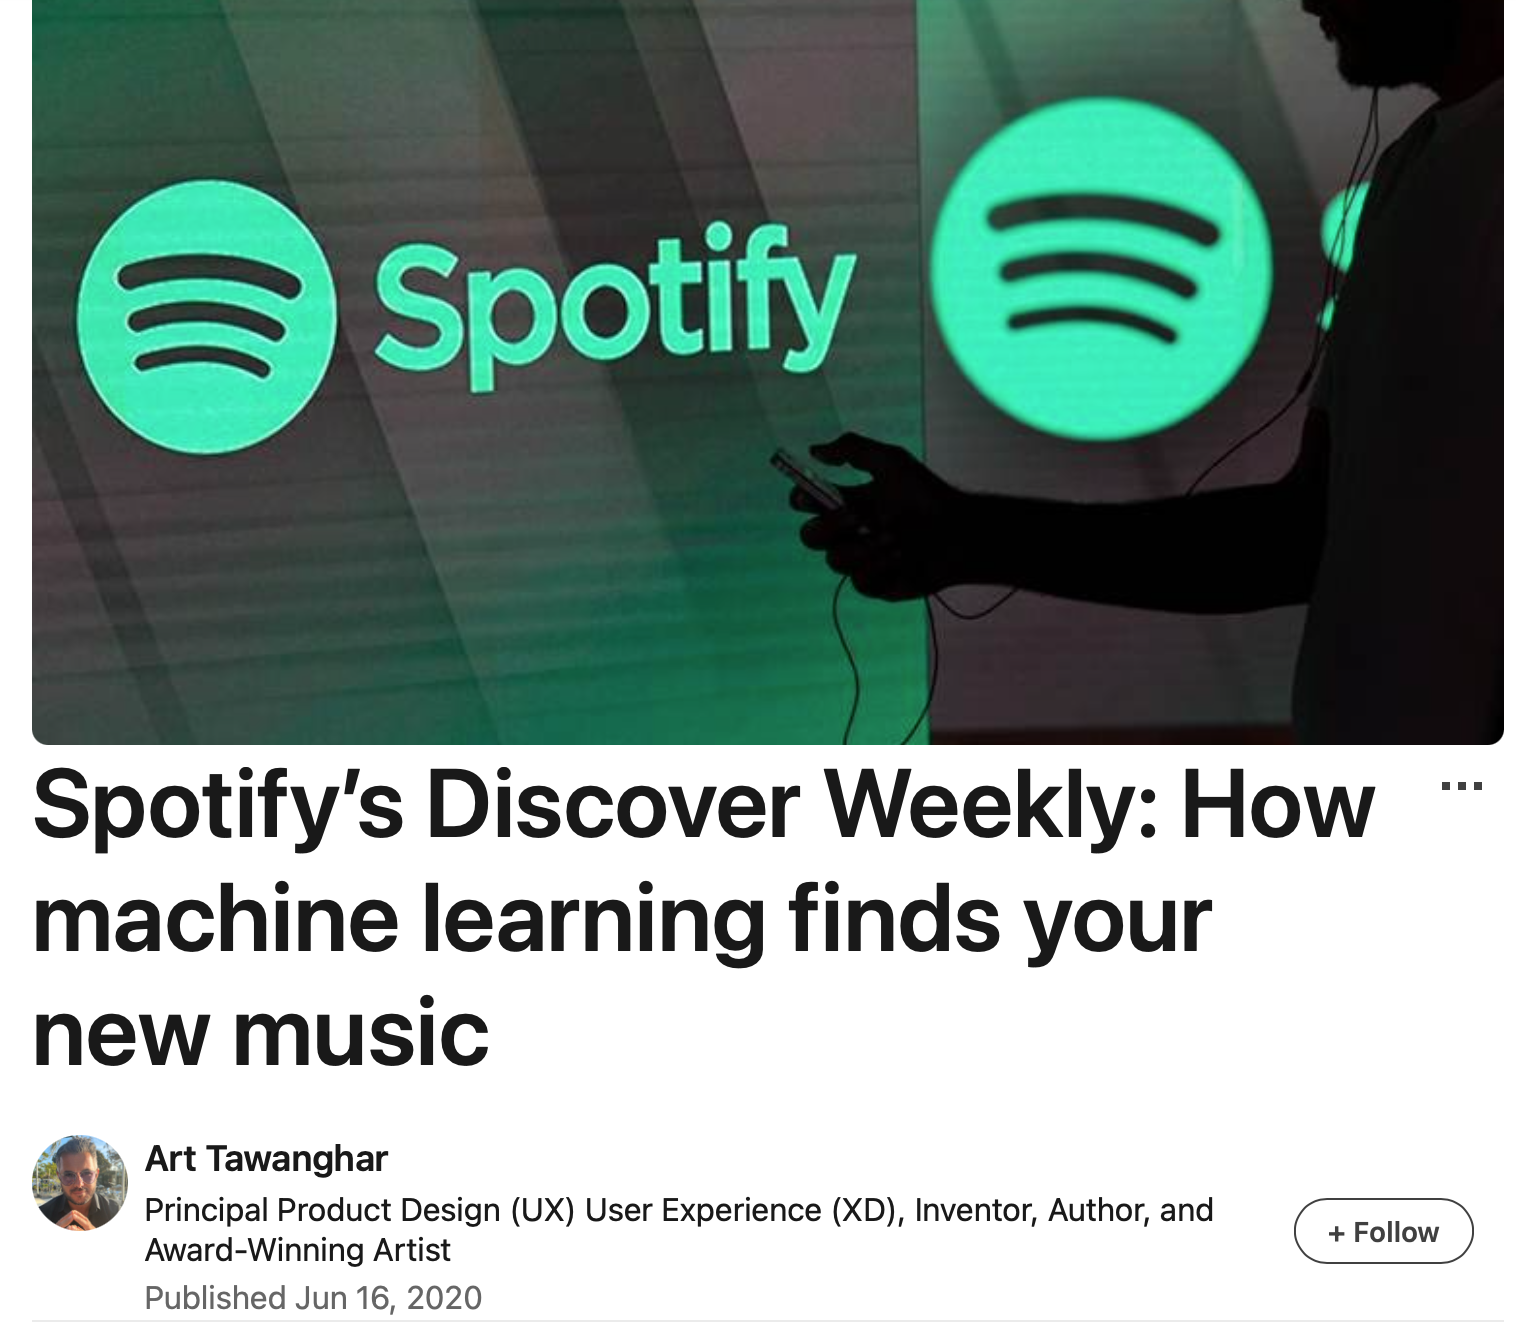 Spotify
Spotify’s Discover Weekly: How
machine learning finds your
new music
Art Tawanghar
Principal Product Design (UX) User Experience (XD), Inventor, Author, and
Award-Winning Artist
+ Follow
Published Jun 16, 2020